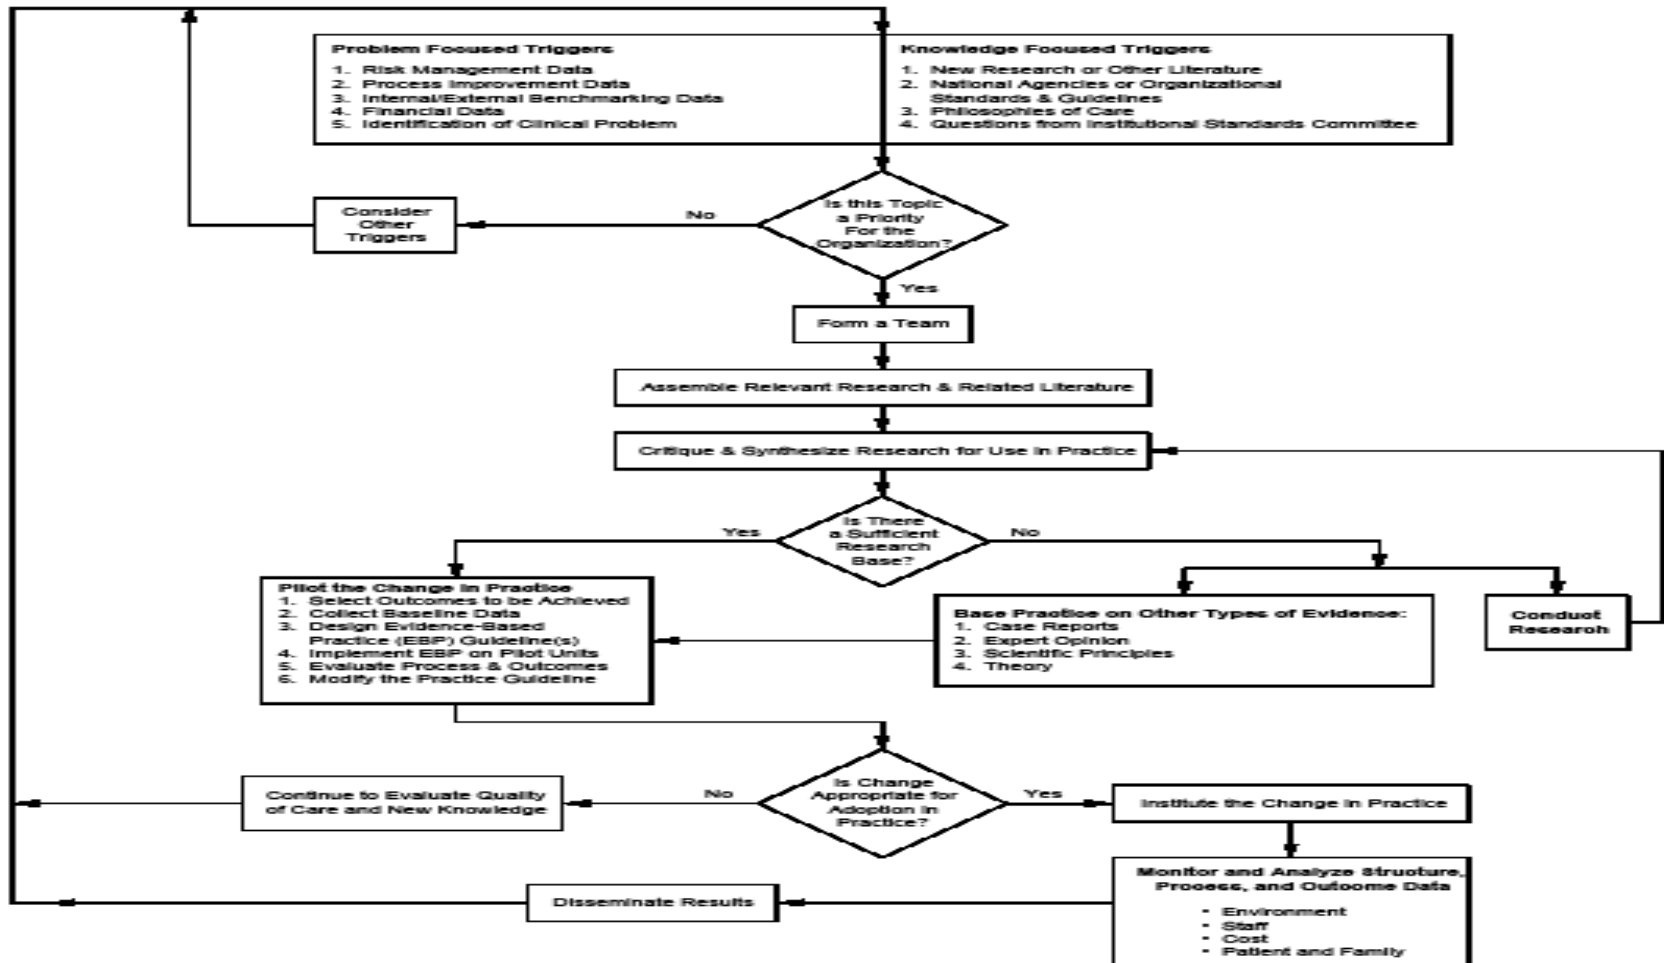 Problem Focused Triggers
1. Risk Management Data
2. Process Improvement Data
3. Internal/External Benchmarking Data
4. Financial Data
5. Identification of Clinical Problem
Knowledge Focused Triggers
1. New Research or Other Literature
2. National Agencies or Organizational
Standards & Guidelines
3. Philosophies of Care
4. Questions from Institutional Standards Committee
Consider
Other
Triggers
No
Is this Topic
a Priority
For the
Organization?
Yes
Form a Team
Assemble Relevant Research & Related Literature
Critique & Synthesize Research for Use in Practice
Yes
Is There
a Sufficient
Research
Base?
No
Pilot the Change in Practice
1. Select Outcomes to be Achieved
2. Collect Baseline Data
3. Design Evidence-Based
Practice (EBP) Guideline(s)
4. Implement EBP on Pilot Units
5. Evaluate Process & Outcomes
6. Modify the Practice Guideline
Base Practice on Other Types of Evidence:
1. Case Reports
2. Expert Opinion
3. Scientific Principles
4. Theory
Conduct
Research
Continue to Evaluate Quality
of Care and New Knowledge
No
Is Change
Appropriate for
Adoption in
Practice?
Yes
Institute the Change in Practice
Monitor and Analyze Structure,
Process, and Outcome Data
• Environment
• Staff
• Cost
• Patient and Family
Disseminate Results